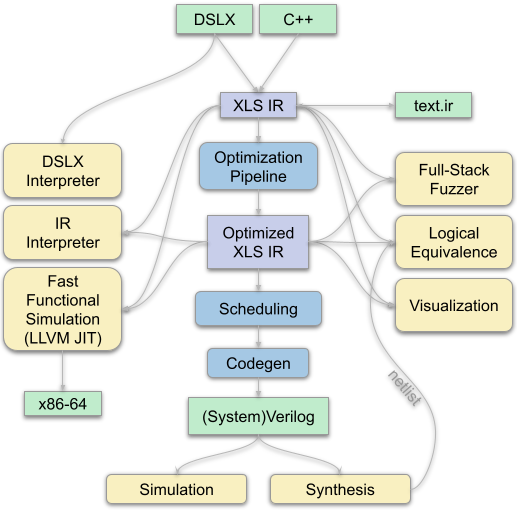 DSLX
C++
XLS IR
text.ir
DSLX
Interpreter
Optimization
Pipeline
Full-Stack
Fuzzer
IR
Interpreter
Optimized
XLS IR
Logical
Equivalence
Fast
Functional
Simulation
(LLVM JIT)
Scheduling
Visualization
Codegen
netlist
x86-64
(System)Verilog
Simulation
Synthesis